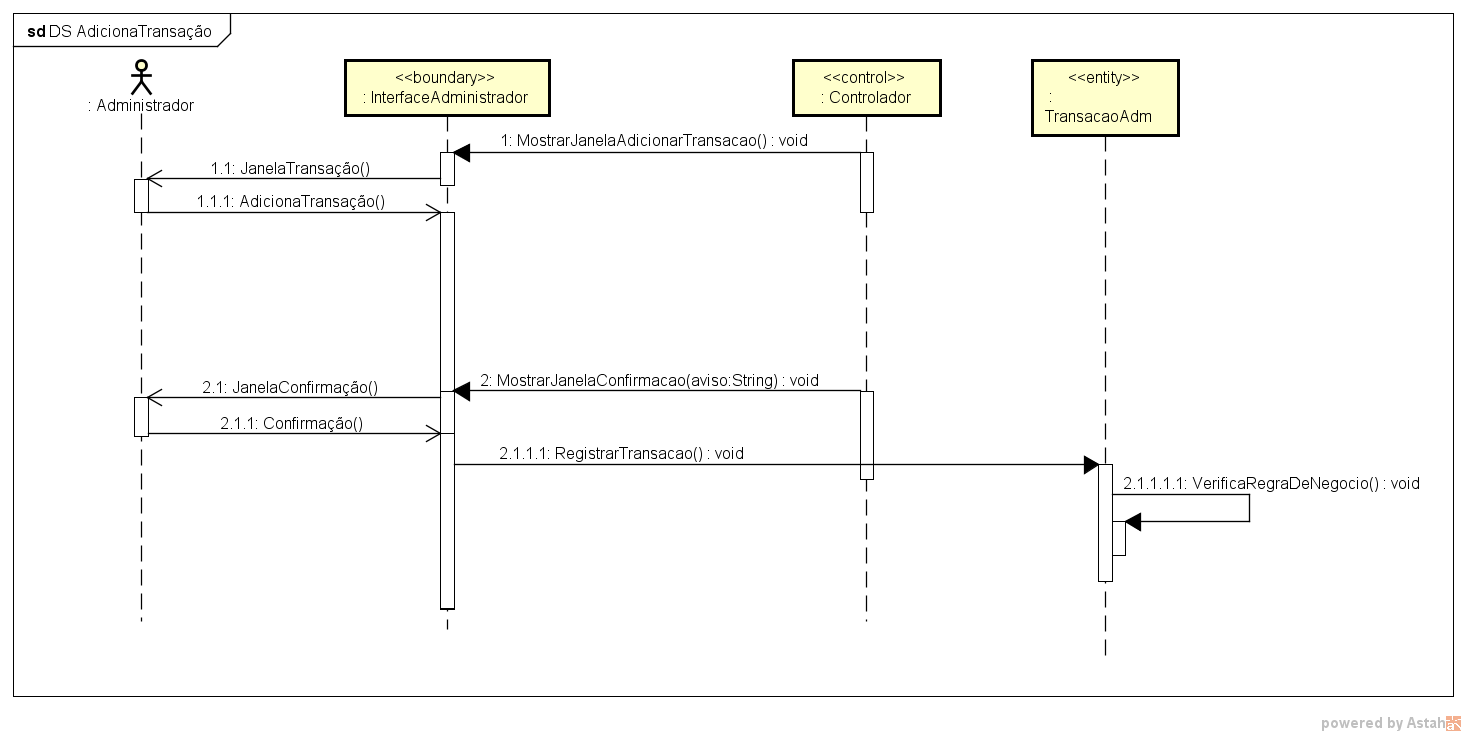 sd DS AdicionaTransação
: Administrador
<<boundary>>
: InterfaceAdministrador
<<control>>
: Controlador
<<entity>>
:
TransacaoAdm
1: MostrarJanelaAdicionarTransacao() : void
1.1: JanelaTransação()
1.1.1: AdicionaTransação()
2: MostrarJanelaConfirmacao(aviso:String) : void
2.1: JanelaConfirmação()
2.1.1: Confirmação()
2.1.1.1: RegistrarTransacao() : void
2.1.1.1.1: VerificaRegraDeNegocio() : void
powered by Astah